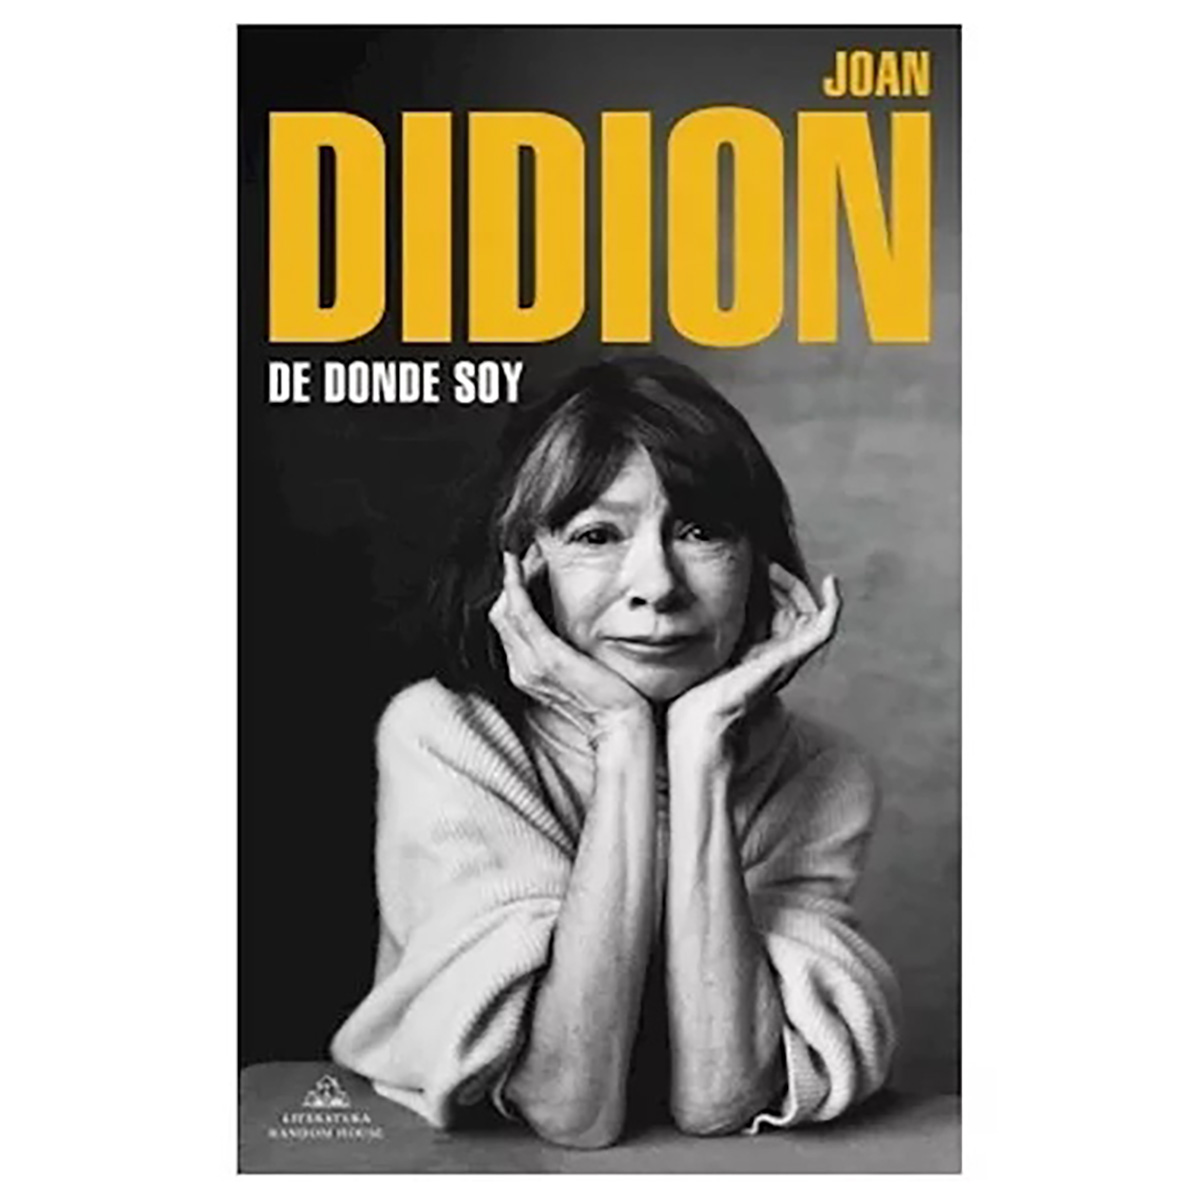 JOAN
DIDION
DE DONDE SOY
LITERATURA
RANDOM HOUSE